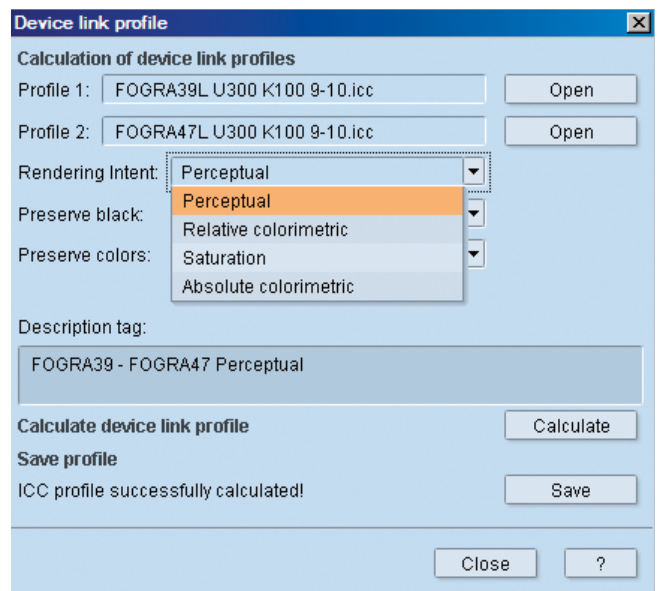 Device link profile
Calculation of device link profiles
Profile 1: FOGRA39L U300 K100 9-10.icc Open
Profile 2: FOGRA47L U300 K100 9-10.icc Open
Rendering Intent: Perceptual
Perceptual
Preserve black:
Relative colorimetric
Preserve colors: Saturation
Absolute colorimetric
Description tag:
FOGRA39 - FOGRA47 Perceptual
Calculate device link profile Calculate
Save profile
ICC profile successfully calculated! Save
Close ?